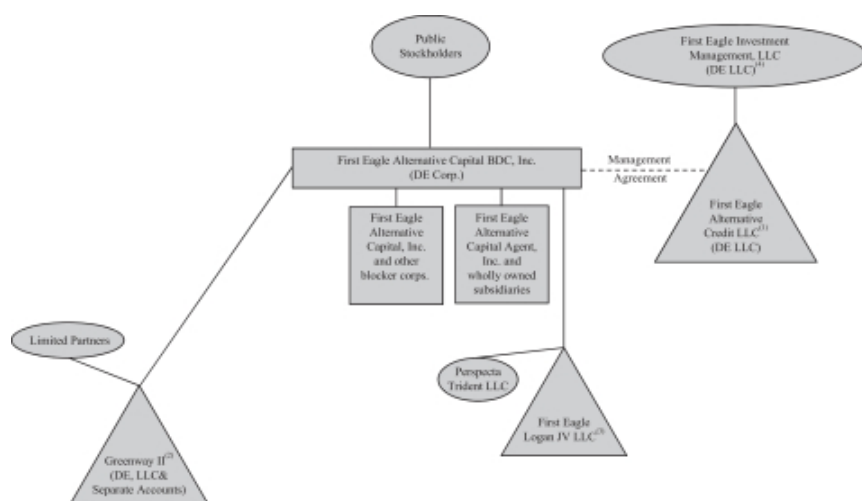 Public
Stockholders
First Eagle Investment
Management, LLC
(DE LLC)(4)
First Eagle Alternative Capital BDC, Inc.
(DE Corp.)
Management
Agreement
First Eagle
Alternative
Capital, Inc.
and other
blocker corps.
First Eagle
Alternative
Capital Agent,
Inc. and
wholly owned
subsidiaries
First Eagle
Alternative
Credit LLC(1)
(DE LLC)
Limited Partners
Perspecta
Trident LLC
First Eagle
Logan JV LLC(3)
Greenway II(2)
(DE, LLC&
Separate Accounts)